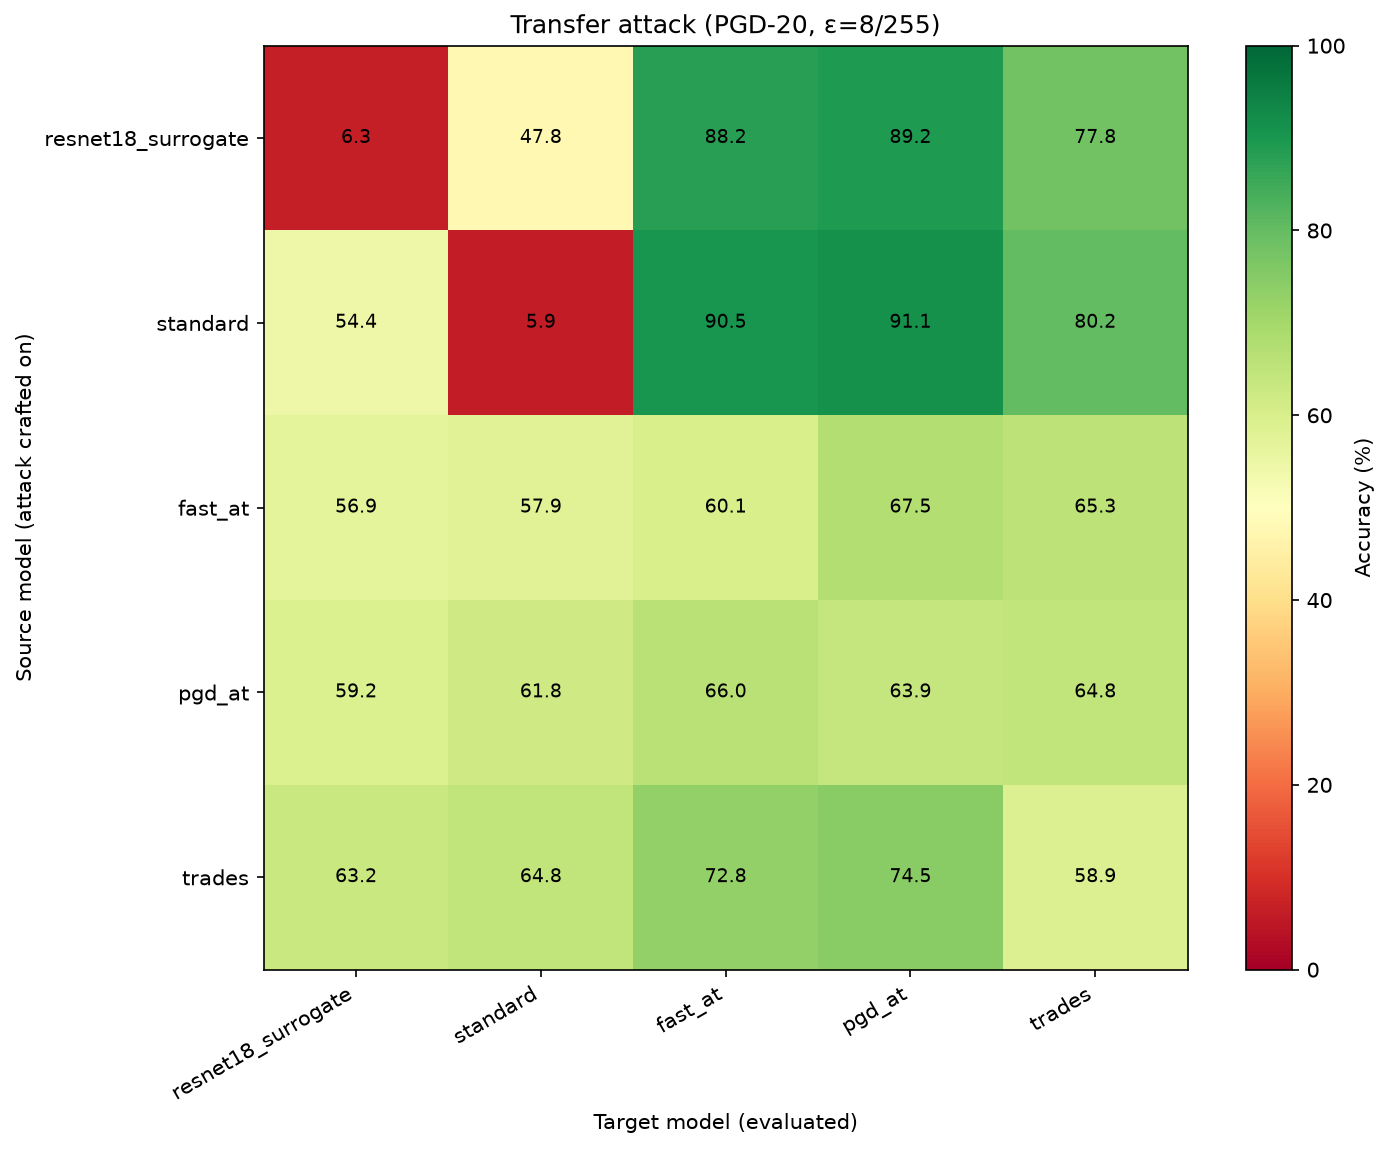 Transfer attack (PGD-20, ε=8/255)
resnet18_surrogate 6.3 47.8 88.2 89.2 77.8
standard 54.4 5.9 90.5 91.1 80.2
fast_at 56.9 57.9 60.1 67.5 65.3
pgd_at 59.2 61.8 66.0 63.9 64.8
trades 63.2 64.8 72.8 74.5 58.9
resnet18_surrogate standard fast_at pgd_at trades
Target model (evaluated)
Source model (attack crafted on)
100
80
60
40
20
0
Accuracy (%)